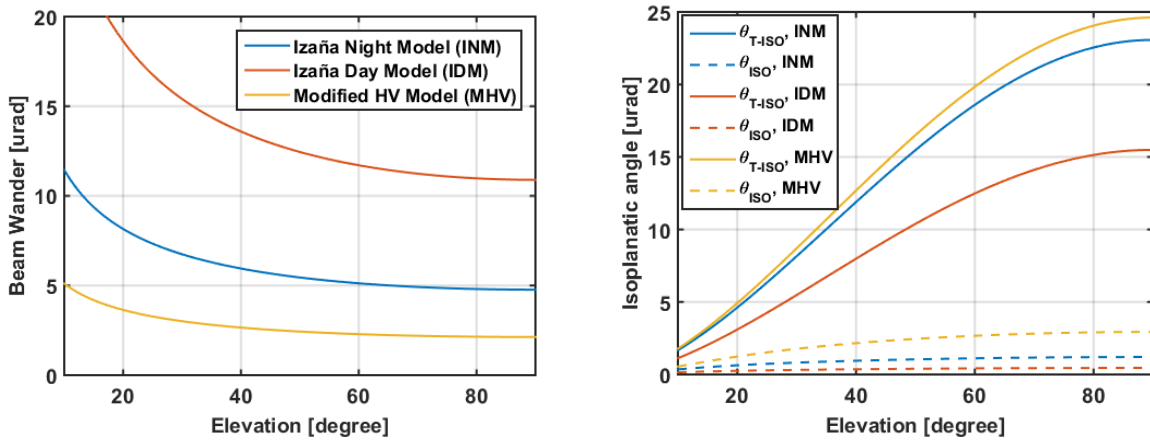 20
15
10
5
0
20
40
60
80
Beam Wander [urad]
Elevation [degree]
Izaña Night Model (INM)
Izaña Day Model (IDM)
Modified HV Model (MHV)
25
20
15
10
5
0
20
40
60
80
Isoplanatic angle [urad]
Elevation [degree]
θT-ISO, INM
θISO, INM
θT-ISO, IDM
θISO, IDM
θT-ISO, MHV
θISO, MHV